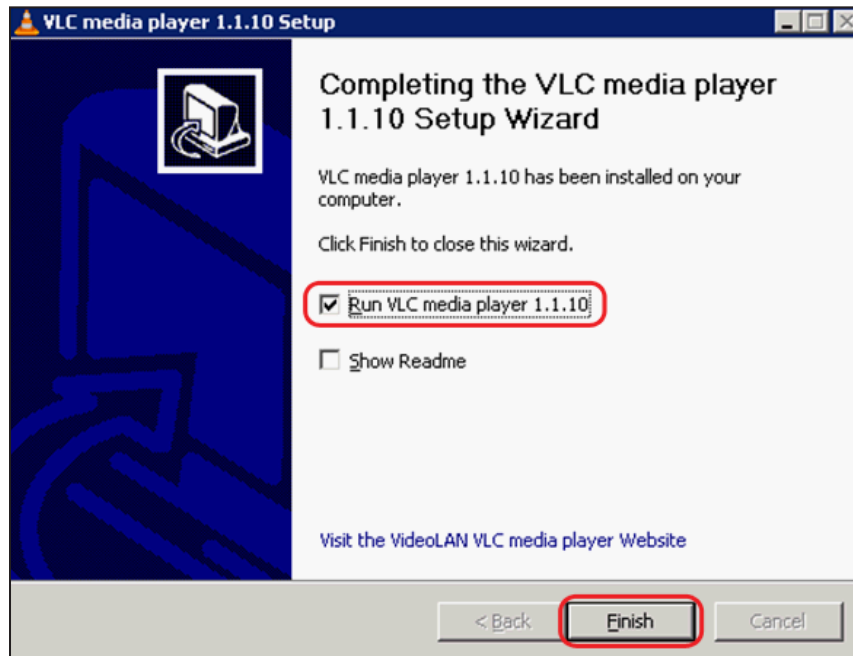 VLC media player 1.1.10 Setup
Completing the VLC media player
1.1.10 Setup Wizard
VLC media player 1.1.10 has been installed on your
computer.
Click Finish to close this wizard.
Run VLC media player 1.1.10
Show Readme
Visit the VideoLAN VLC media player Website
< Back Finish Cancel